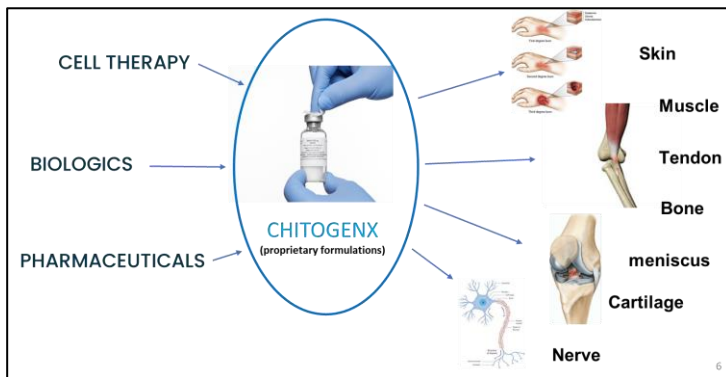 CELL THERAPY
BIOLOGICS
PHARMACEUTICALS
CHITOGENX
(proprietary formulations)
Skin
Muscle
Tendon
Bone
meniscus
Cartilage
Nerve
6